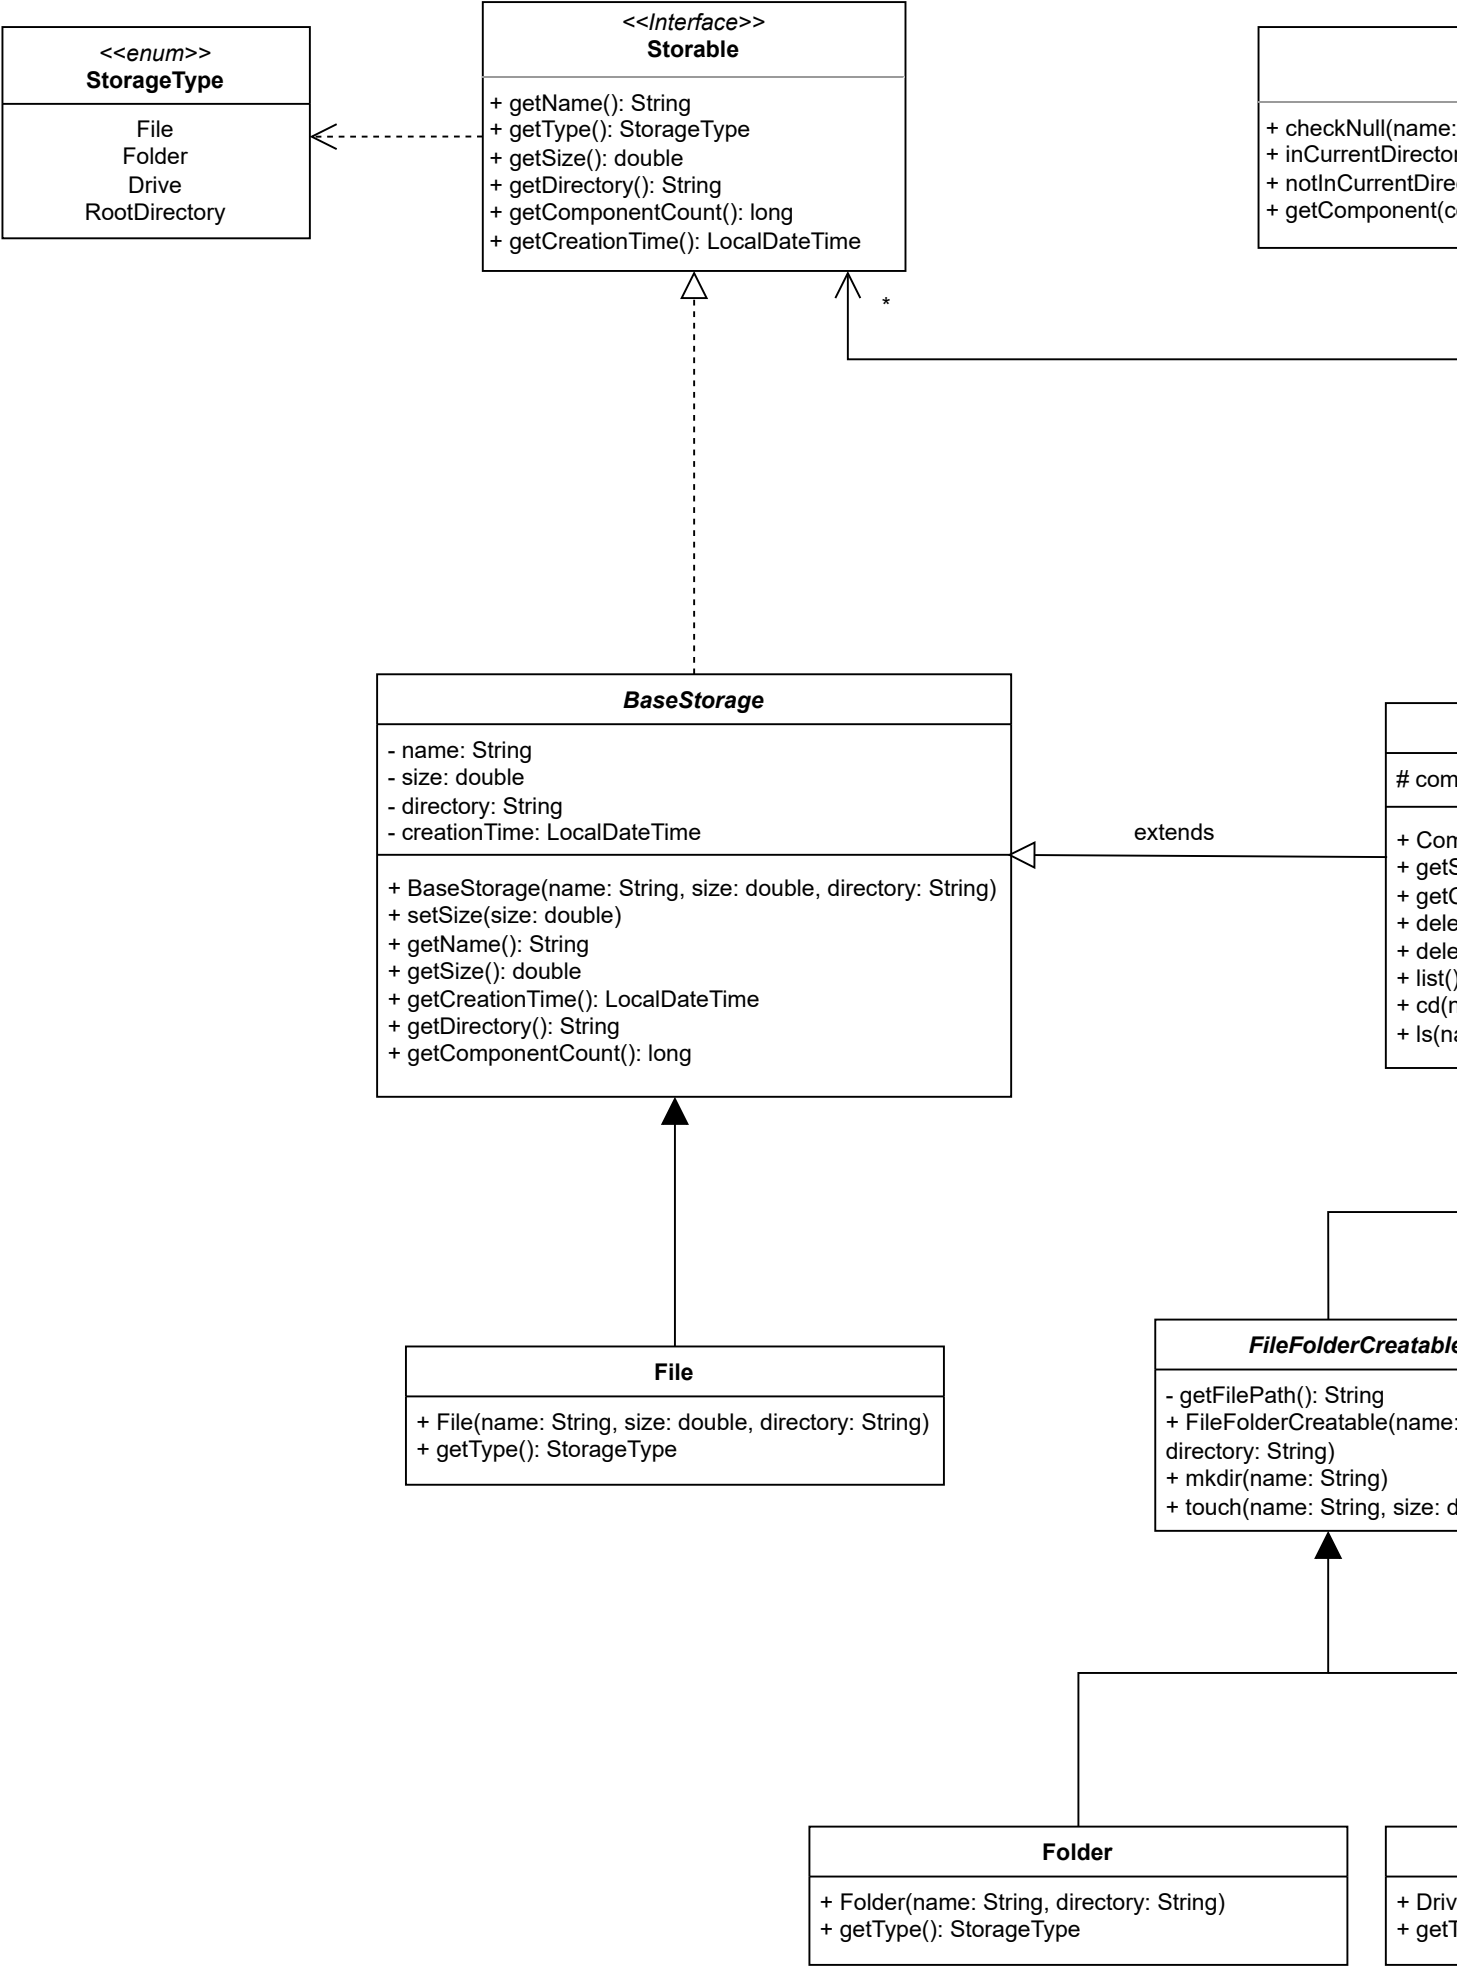 <<enum>>
StorageType
File
Folder
Drive
RootDirectory
<<Interface>>
Storable
+ getName(): String
+ getType(): StorageType
+ getSize(): double
+ getDirectory(): String
+ getComponentCount(): long
+ getCreationTime(): LocalDateTime
*
+ checkNull(name:
+ inCurrentDirector
+ notInCurrentDire
+ getComponent(c
BaseStorage
- name: String
- size: double
- directory: String
- creationTime: LocalDateTime
+ BaseStorage(name: String, size: double, directory: String)
+ setSize(size: double)
+ getName(): String
+ getSize(): double
+ getCreationTime(): LocalDateTime
+ getDirectory(): String
+ getComponentCount(): long
extends
# com
+ Com
+ getS
+ getC
+ dele
+ dele
+ list()
+ cd(n
+ ls(na
File
+ File(name: String, size: double, directory: String)
+ getType(): StorageType
FileFolderCreatable
- getFilePath(): String
+ FileFolderCreatable(name:
directory: String)
+ mkdir(name: String)
+ touch(name: String, size: d
Folder
+ Folder(name: String, directory: String)
+ getType(): StorageType
+ Driv
+ getT